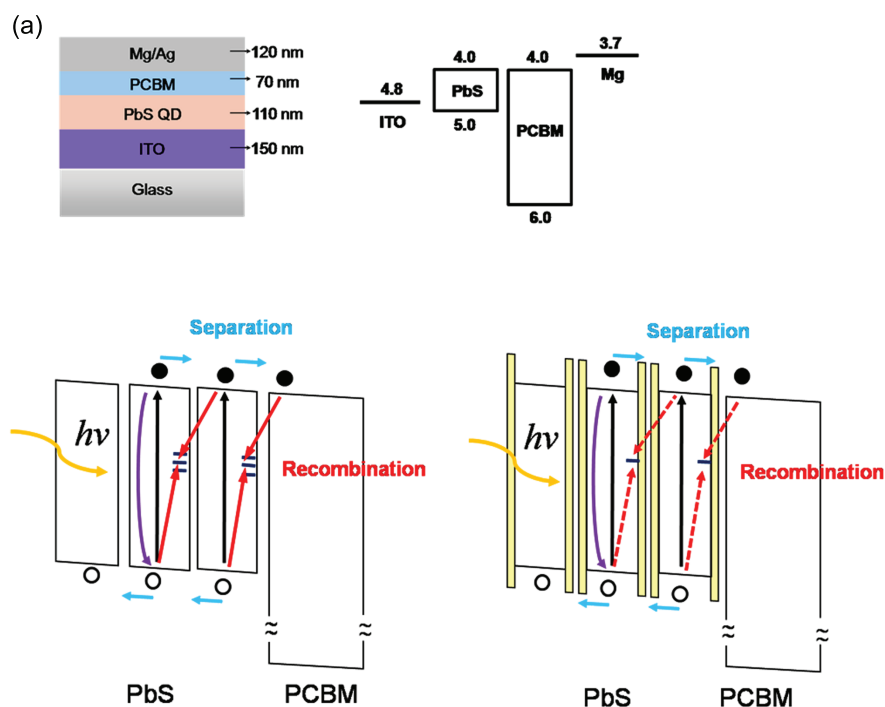 (a)
Mg/Ag
120 nm
PCBM
70 nm
PbS QD
110 nm
ITO
150 nm
Glass
4.8
ITO
4.0
PbS
5.0
4.0
PCBM
6.0
3.7
Mg
Separation
hν
Recombination
≈ ≈
PbS PCBM
Separation
hν
Recombination
≈ ≈
PbS PCBM